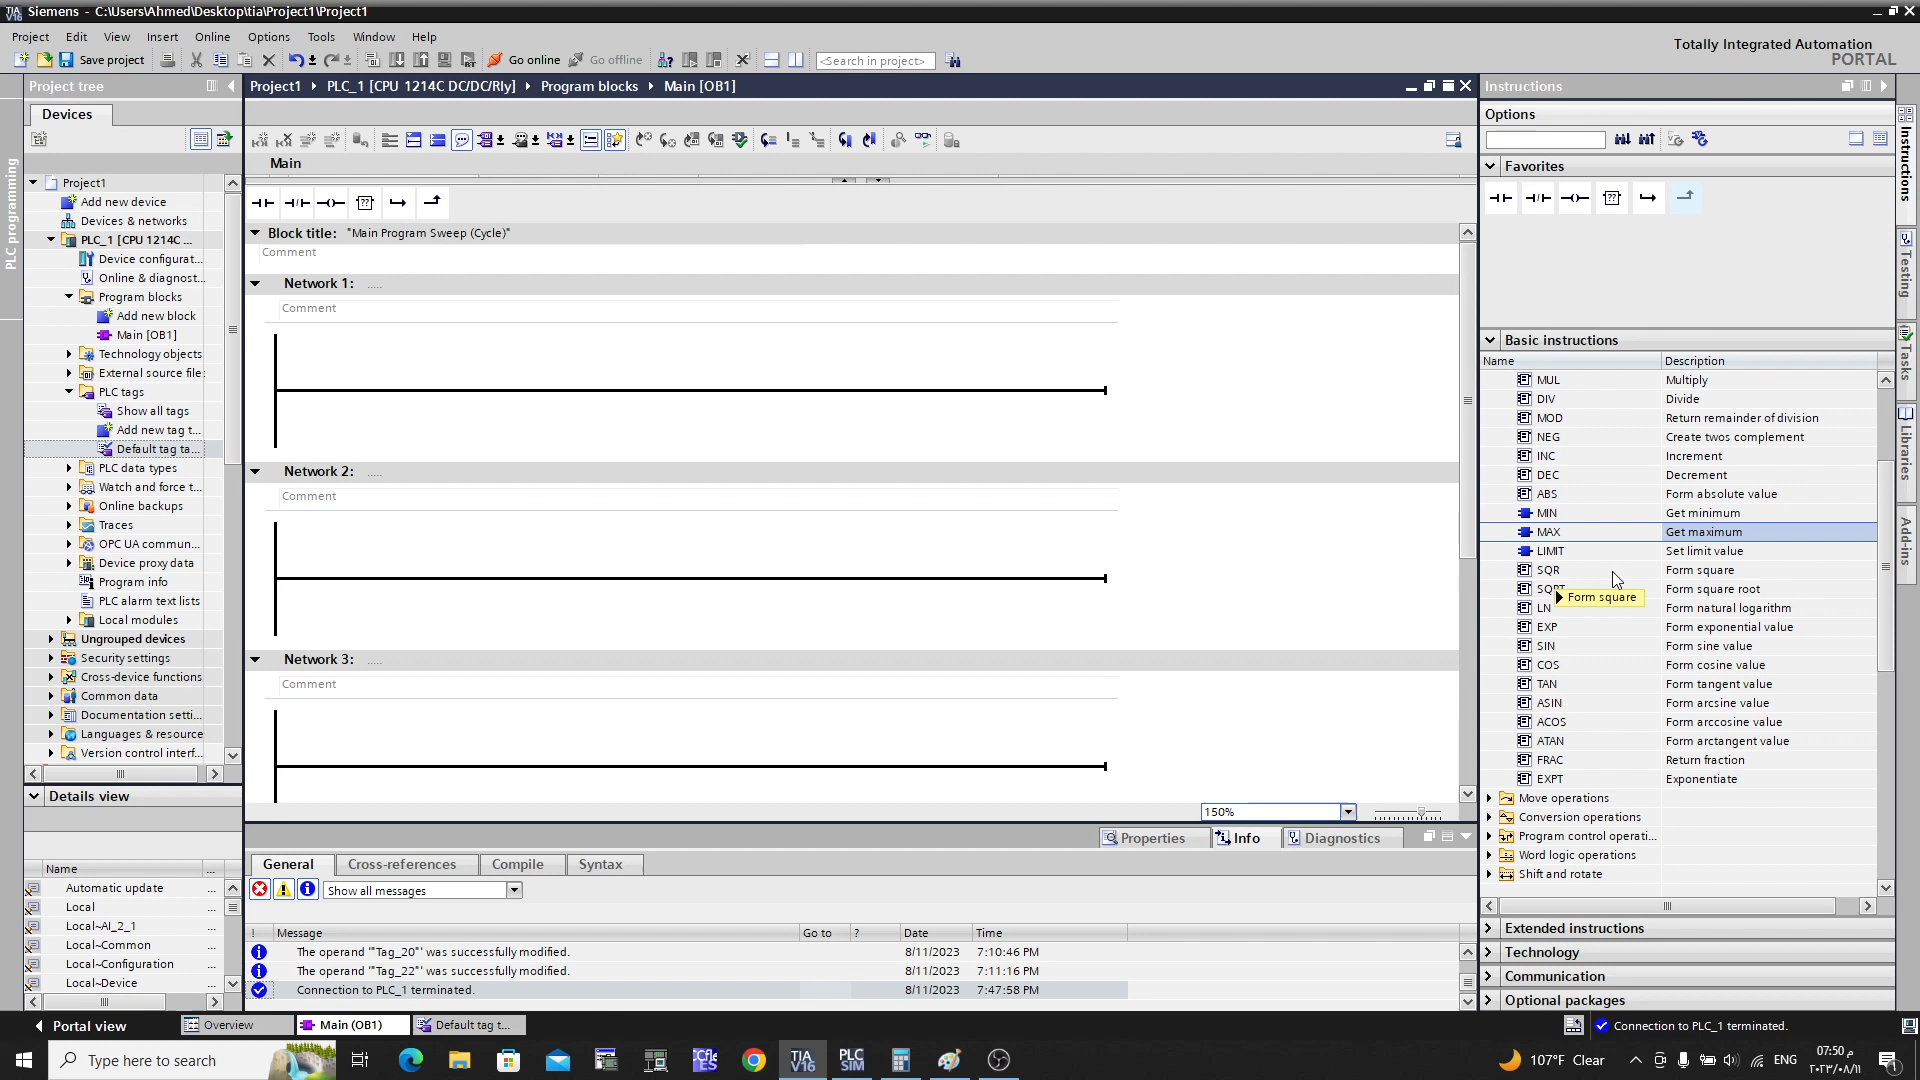 Siemens - C:\Users\Ahmed\Desktop\tia\Project1\Project1
Project Edit View Insert Online Options Tools Window Help
Totally Integrated Automation
PORTAL
Save project
Go online
Go offline
<Search in project>
Project tree
Project1 PLC_1 [CPU 1214C DC/DC/Rly] Program blocks Main [OB1]
Instructions
Devices
Options
PLC programming
Project1
Add new device
Devices & networks
PLC_1 [CPU 1214C ...
Device configurat...
Online & diagnost...
Program blocks
Add new block
Main [OB1]
Technology objects
External source file
PLC tags
Show all tags
Add new tag t...
Default tag ta...
PLC data types
Watch and force t...
Online backups
Traces
OPC UA commun...
Device proxy data
Program info
PLC alarm text lists
Local modules
Ungrouped devices
Security settings
Cross-device functions
Common data
Documentation setti...
Languages & resource
Version control interf...
Details view
Name ...
Automatic update ...
Local ...
Local~AI_2_1 ...
Local~Common ...
Local~Configuration ...
Local~Device ...
Main
Block title: "Main Program Sweep (Cycle)"
Comment
Network 1: .....
Comment
Network 2: .....
Comment
Network 3: .....
Comment
150%
Properties
Info
Diagnostics
General
Cross-references
Compile
Syntax
Show all messages
! Message Go to ? Date Time
The operand '"Tag_20"' was successfully modified. 8/11/2023 7:10:46 PM
The operand '"Tag_22"' was successfully modified. 8/11/2023 7:11:16 PM
Connection to PLC_1 terminated. 8/11/2023 7:47:58 PM
Favorites
Basic instructions
Name Description
MUL Multiply
DIV Divide
MOD Return remainder of division
NEG Create twos complement
INC Increment
DEC Decrement
ABS Form absolute value
MIN Get minimum
MAX Get maximum
LIMIT Set limit value
SQR Form square
SQRT Form square root
Form square
LN Form natural logarithm
EXP Form exponential value
SIN Form sine value
COS Form cosine value
TAN Form tangent value
ASIN Form arcsine value
ACOS Form arccosine value
ATAN Form arctangent value
FRAC Return fraction
EXPT Exponentiate
Move operations
Conversion operations
Program control operati...
Word logic operations
Shift and rotate
Extended instructions
Technology
Communication
Optional packages
Instructions
Testing
Tasks
Libraries
Add-ins
Portal view
Overview
Main (OB1)
Default tag t...
Connection to PLC_1 terminated.
Type here to search
TIA V16
PLC SIM
107°F Clear
ENG
07:50 م
٢٠٢٣/٠٨/١١